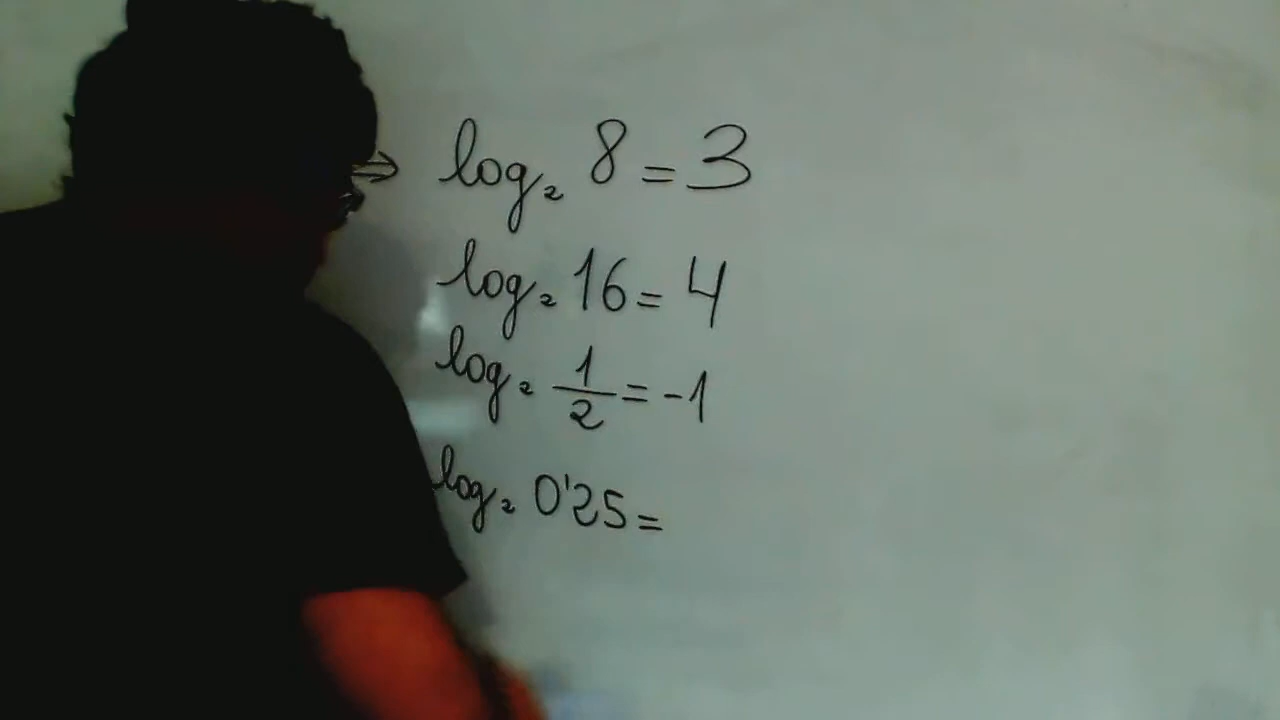 ⇒ log₂ 8 = 3
log₂ 16 = 4
log₂ 1/2 = -1
log₂ 0'25 =